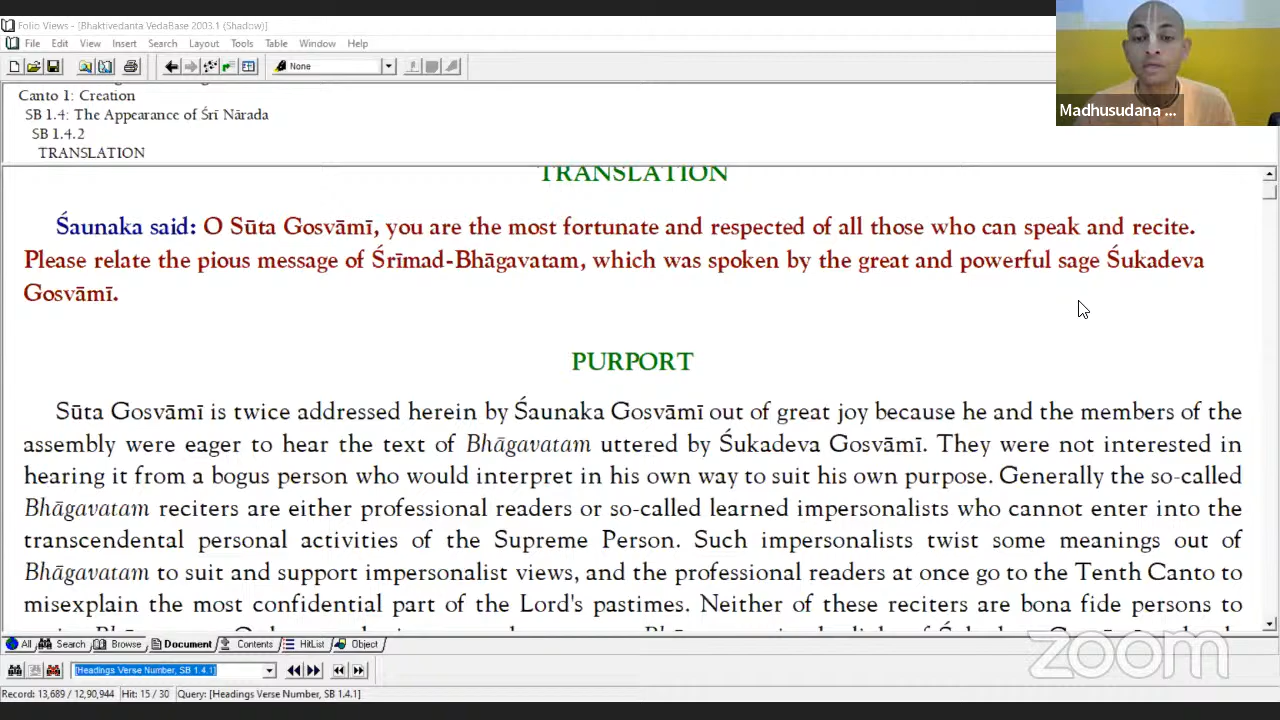 Folio Views - [Bhaktivedanta VedaBase 2003.1 (Shadow)]
File Edit View Insert Search Layout Tools Table Window Help
None
Canto 1: Creation
SB 1.4: The Appearance of Śrī Nārada
SB 1.4.2
TRANSLATION
Madhusudana ...
TRANSLATION
Śaunaka said: O Sūta Gosvāmī, you are the most fortunate and respected of all those who can speak and recite.
Please relate the pious message of Śrīmad-Bhāgavatam, which was spoken by the great and powerful sage Śukadeva
Gosvāmī.
PURPORT
Sūta Gosvāmī is twice addressed herein by Śaunaka Gosvāmī out of great joy because he and the members of the
assembly were eager to hear the text of Bhāgavatam uttered by Śukadeva Gosvāmī. They were not interested in
hearing it from a bogus person who would interpret in his own way to suit his own purpose. Generally the so-called
Bhāgavatam reciters are either professional readers or so-called learned impersonalists who cannot enter into the
transcendental personal activities of the Supreme Person. Such impersonalists twist some meanings out of
Bhāgavatam to suit and support impersonalist views, and the professional readers at once go to the Tenth Canto to
misexplain the most confidential part of the Lord's pastimes. Neither of these reciters are bona fide persons to
All Search Browse Document Contents HitList Object
zoom
[Headings Verse Number, SB 1.4.1]
Record: 13,689 / 12,90,944 Hit: 15 / 30 Query: [Headings Verse Number, SB 1.4.1]